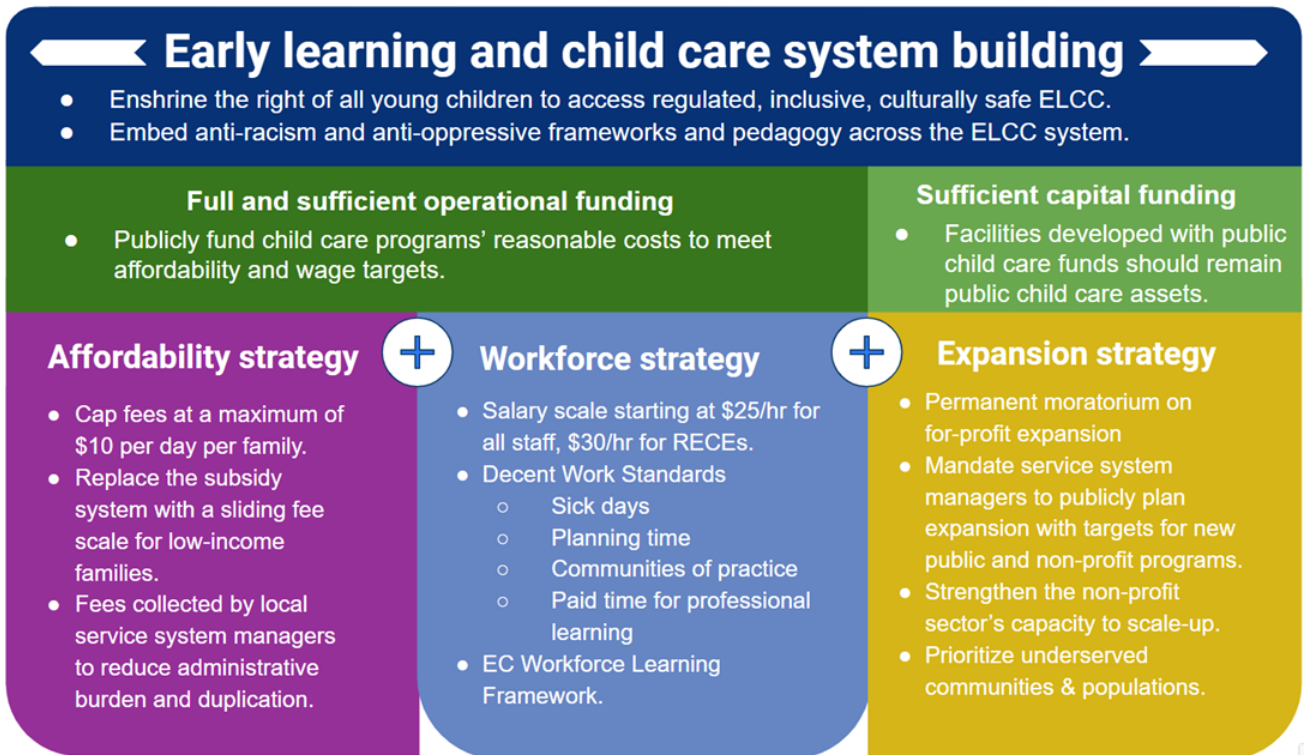 Early learning and child care system building
● Enshrine the right of all young children to access regulated, inclusive, culturally safe ELCC.
● Embed anti-racism and anti-oppressive frameworks and pedagogy across the ELCC system.
Full and sufficient operational funding
● Publicly fund child care programs' reasonable costs to meet
affordability and wage targets.
Sufficient capital funding
● Facilities developed with public
child care funds should remain
public child care assets.
Affordability strategy
● Cap fees at a maximum of
$10 per day per family.
● Replace the subsidy
system with a sliding fee
scale for low-income
families.
● Fees collected by local
service system managers
to reduce administrative
burden and duplication.
+
Workforce strategy
● Salary scale starting at $25/hr for
all staff, $30/hr for RECEs.
● Decent Work Standards
○ Sick days
○ Planning time
○ Communities of practice
○ Paid time for professional
learning
● EC Workforce Learning
Framework.
+
Expansion strategy
● Permanent moratorium on
for-profit expansion
● Mandate service system
managers to publicly plan
expansion with targets for new
public and non-profit programs.
● Strengthen the non-profit
sector's capacity to scale-up.
● Prioritize underserved
communities & populations.